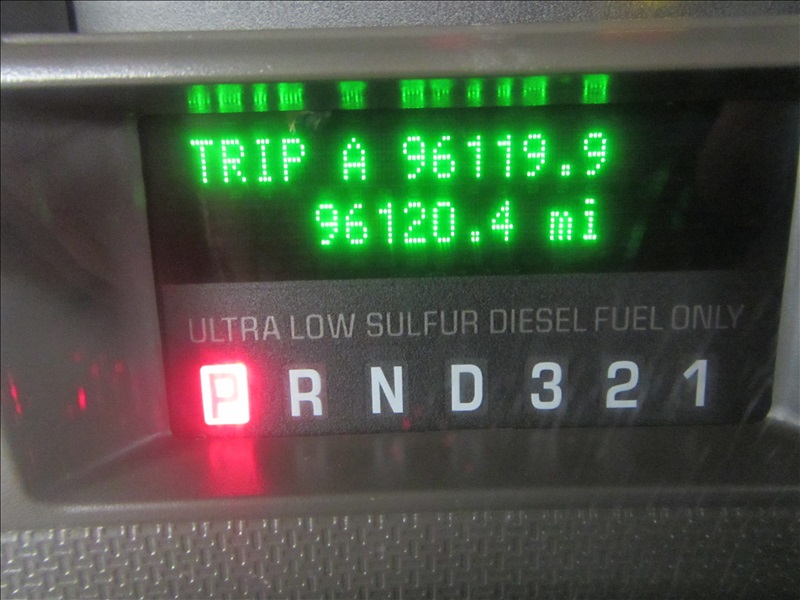 TRIP A 96119.9
96120.4 mi
ULTRA LOW SULFUR DIESEL FUEL ONLY
P R N D 3 2 1